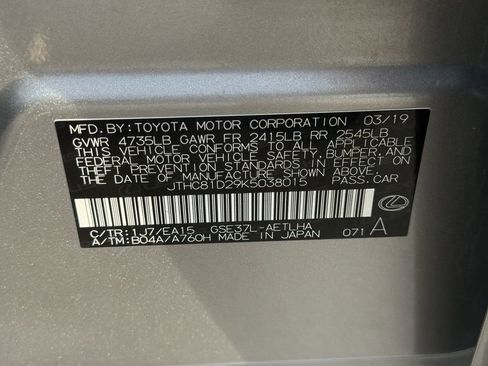 MFD. BY: TOYOTA MOTOR CORPORATION 03/19
GVWR 4735LB GAWR FR 2415LB RR 2545LB
THIS VEHICLE CONFORMS TO ALL APPLICABLE
FEDERAL MOTOR VEHICLE SAFETY, BUMPER, AND
THEFT PREVENTION STANDARDS IN EFFECT ON
THE DATE OF MANUFACTURE SHOWN ABOVE.
JTHC81D29K5038015 PASS. CAR
C/TR: 1J7/EA15 GSE37L-AETLHA
A/TM: B04A/A760H MADE IN JAPAN 071 A